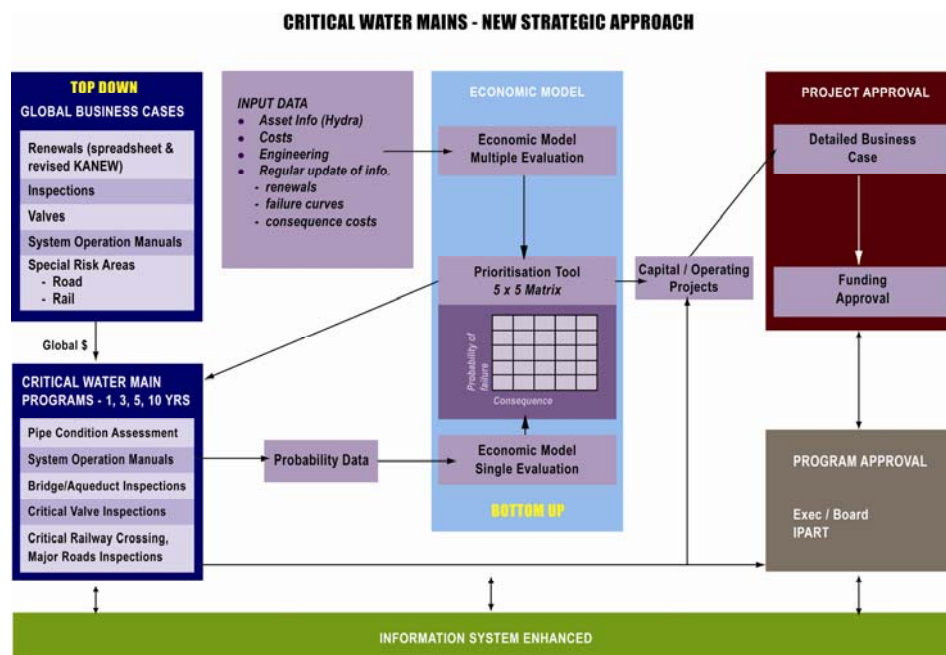 CRITICAL WATER MAINS - NEW STRATEGIC APPROACH
TOP DOWN
GLOBAL BUSINESS CASES
Renewals (spreadsheet &
revised KANEW)
Inspections
Valves
System Operation Manuals
Special Risk Areas
- Road
- Rail
Global $
CRITICAL WATER MAIN
PROGRAMS - 1, 3, 5, 10 YRS
Pipe Condition Assessment
System Operation Manuals
Bridge/Aqueduct Inspections
Critical Valve Inspections
Critical Railway Crossing,
Major Roads Inspections
INPUT DATA
● Asset Info (Hydra)
● Costs
● Engineering
● Regular update of info.
- renewals
- failure curves
- consequence costs
Probability Data
ECONOMIC MODEL
Economic Model
Multiple Evaluation
Prioritisation Tool
5 x 5 Matrix
Probability of
failure
Consequence
Economic Model
Single Evaluation
BOTTOM UP
Capital / Operating
Projects
PROJECT APPROVAL
Detailed Business
Case
Funding
Approval
PROGRAM APPROVAL
Exec / Board
IPART
INFORMATION SYSTEM ENHANCED